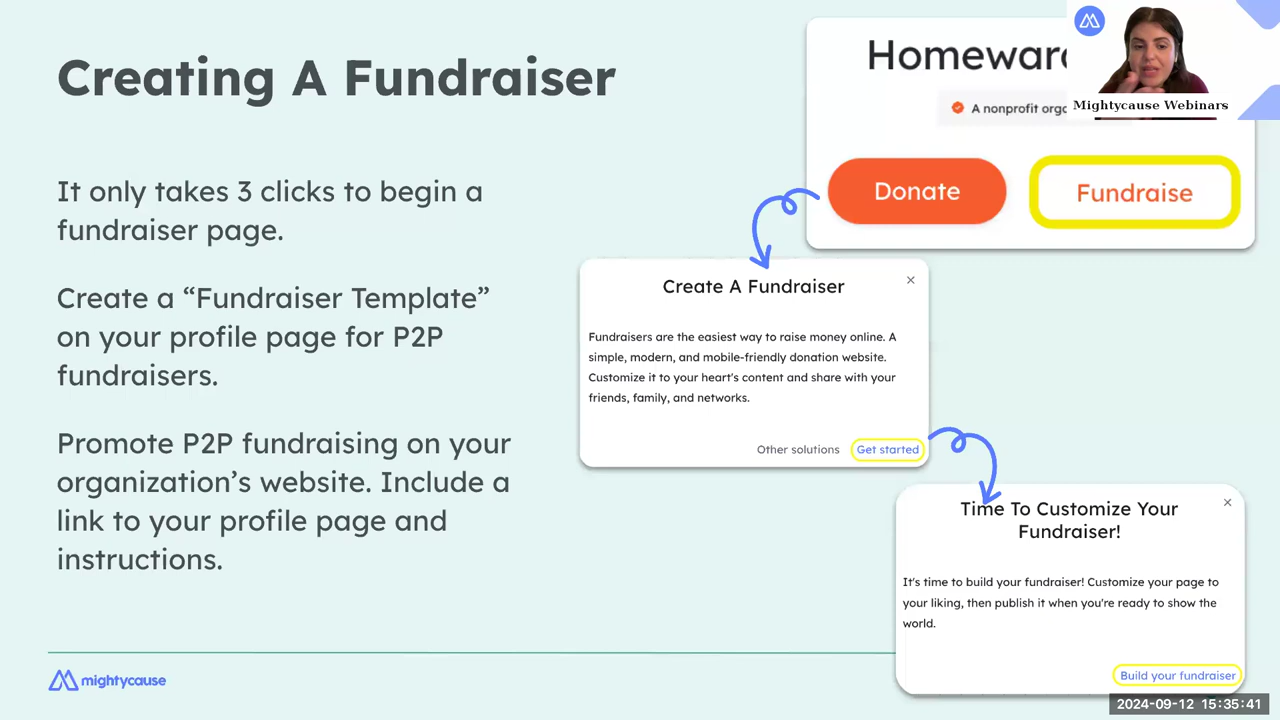 Creating A Fundraiser
It only takes 3 clicks to begin a
fundraiser page.
Create a “Fundraiser Template”
on your profile page for P2P
fundraisers.
Promote P2P fundraising on your
organization’s website. Include a
link to your profile page and
instructions.
Homeward
A nonprofit orga
Mightycause Webinars
Donate
Fundraise
Create A Fundraiser
×
Fundraisers are the easiest way to raise money online. A
simple, modern, and mobile-friendly donation website.
Customize it to your heart's content and share with your
friends, family, and networks.
Other solutions
Get started
Time To Customize Your
Fundraiser!
×
It's time to build your fundraiser! Customize your page to
your liking, then publish it when you're ready to show the
world.
Build your fundraiser
mightycause
2024-09-12 15:35:41